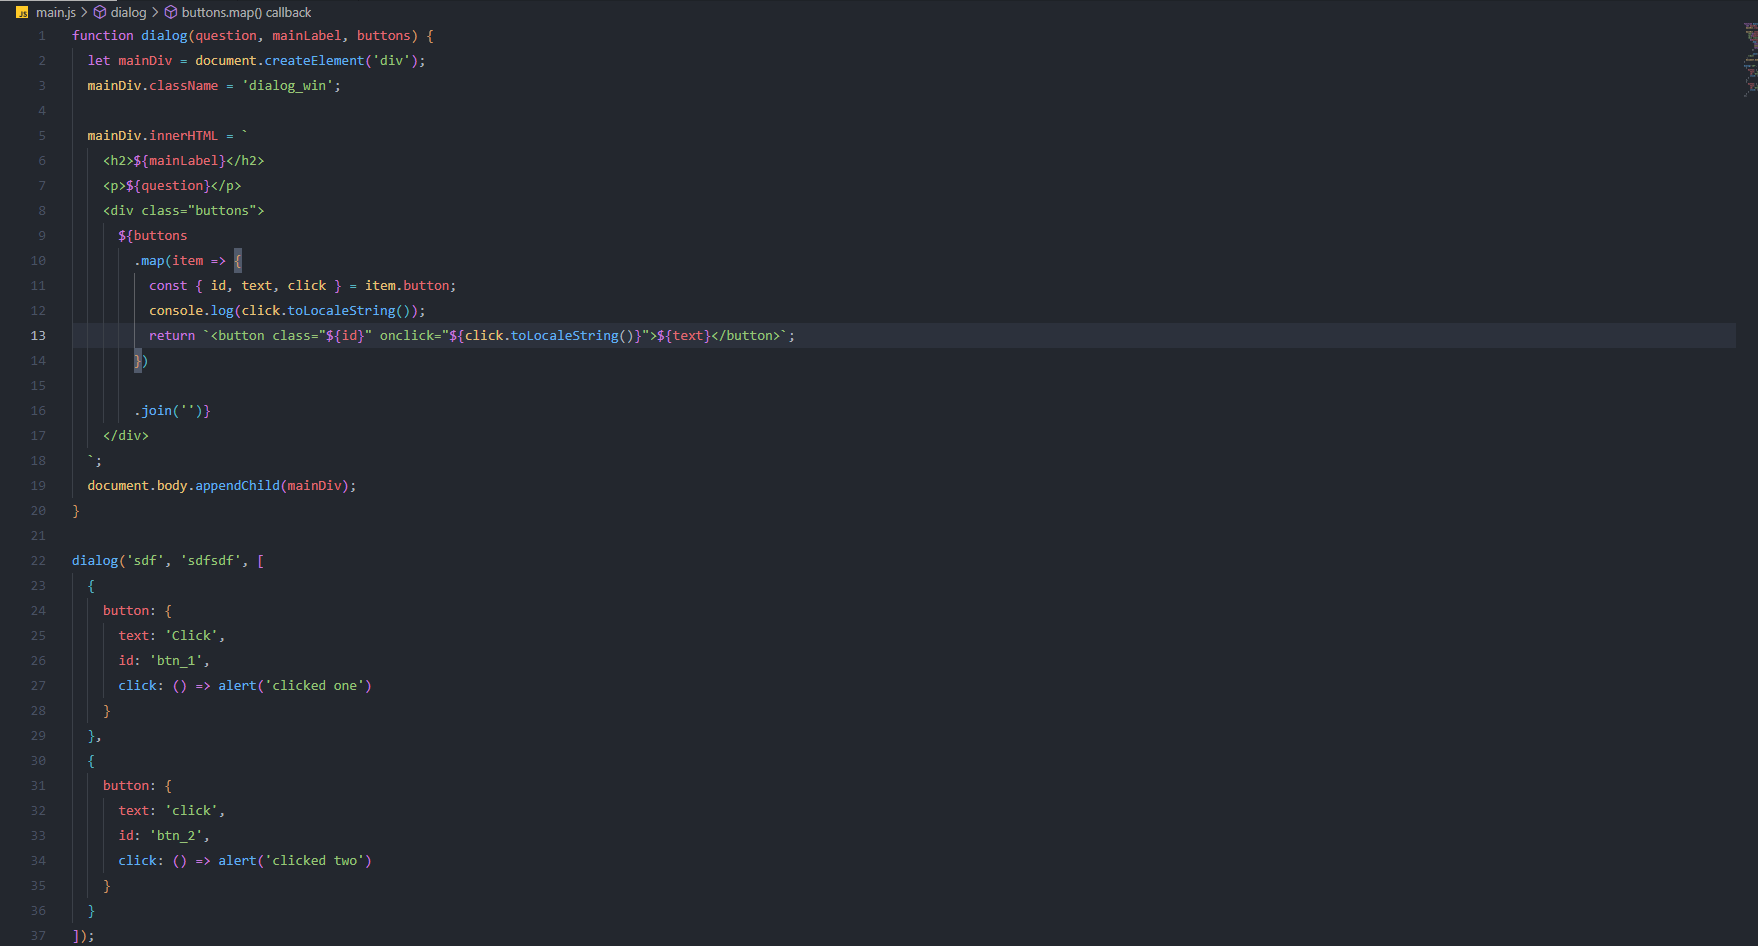 JS main.js > dialog > buttons.map() callback
1 function dialog(question, mainLabel, buttons) {
2 let mainDiv = document.createElement('div');
3 mainDiv.className = 'dialog_win';
4
5 mainDiv.innerHTML = `
6 <h2>${mainLabel}</h2>
7 <p>${question}</p>
8 <div class="buttons">
9 ${buttons
10 .map(item => {
11 const { id, text, click } = item.button;
12 console.log(click.toLocaleString());
13 return `<button class="${id}" onclick="${click.toLocaleString()}">${text}</button>`;
14 })
15
16 .join('')}
17 </div>
18 `;
19 document.body.appendChild(mainDiv);
20 }
21
22 dialog('sdf', 'sdfsdf', [
23 {
24 button: {
25 text: 'Click',
26 id: 'btn_1',
27 click: () => alert('clicked one')
28 }
29 },
30 {
31 button: {
32 text: 'click',
33 id: 'btn_2',
34 click: () => alert('clicked two')
35 }
36 }
37 ]);